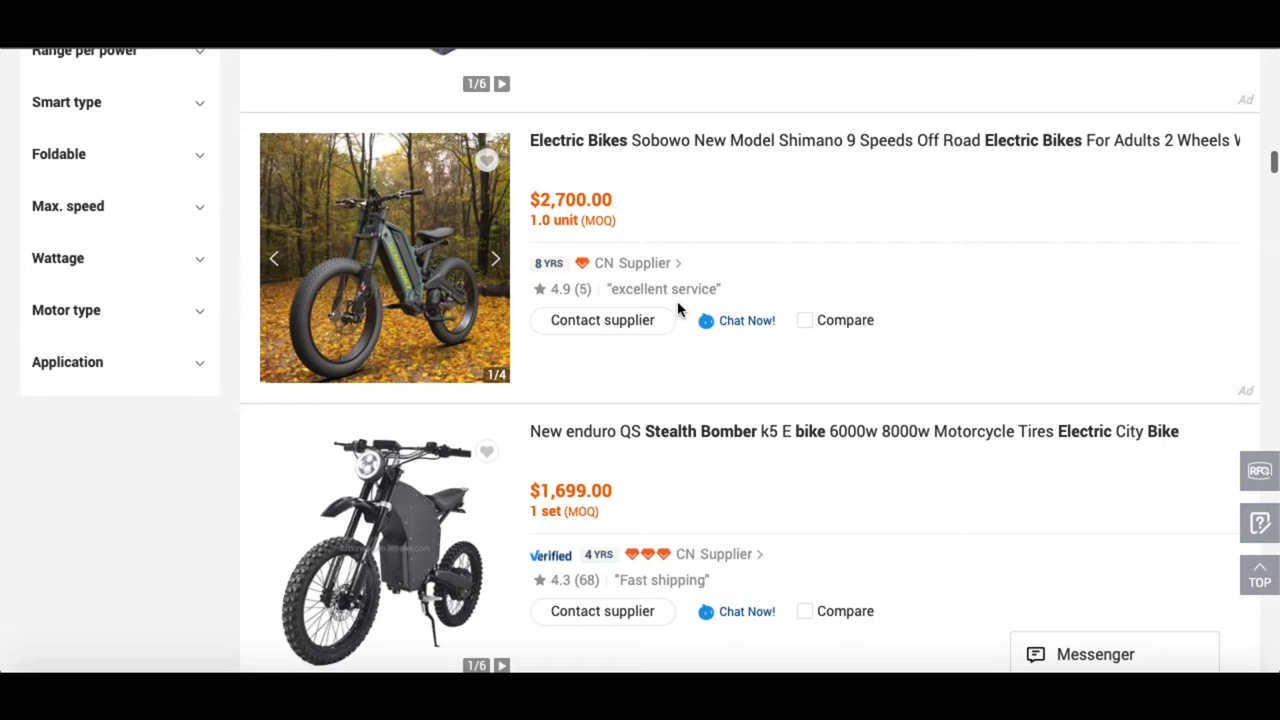 Range per power
Smart type
Foldable
Max. speed
Wattage
Motor type
Application
1/6
Ad
Electric Bikes Sobowo New Model Shimano 9 Speeds Off Road Electric Bikes For Adults 2 Wheels
$2,700.00
1.0 unit (MOQ)
8 YRS CN Supplier >
4.9 (5) "excellent service"
Contact supplier Chat Now! Compare
1/4
Ad
New enduro QS Stealth Bomber k5 E bike 6000w 8000w Motorcycle Tires Electric City Bike
$1,699.00
1 set (MOQ)
Verified 4 YRS CN Supplier >
4.3 (68) "Fast shipping"
Contact supplier Chat Now! Compare
1/6
RFQ
TOP
Messenger